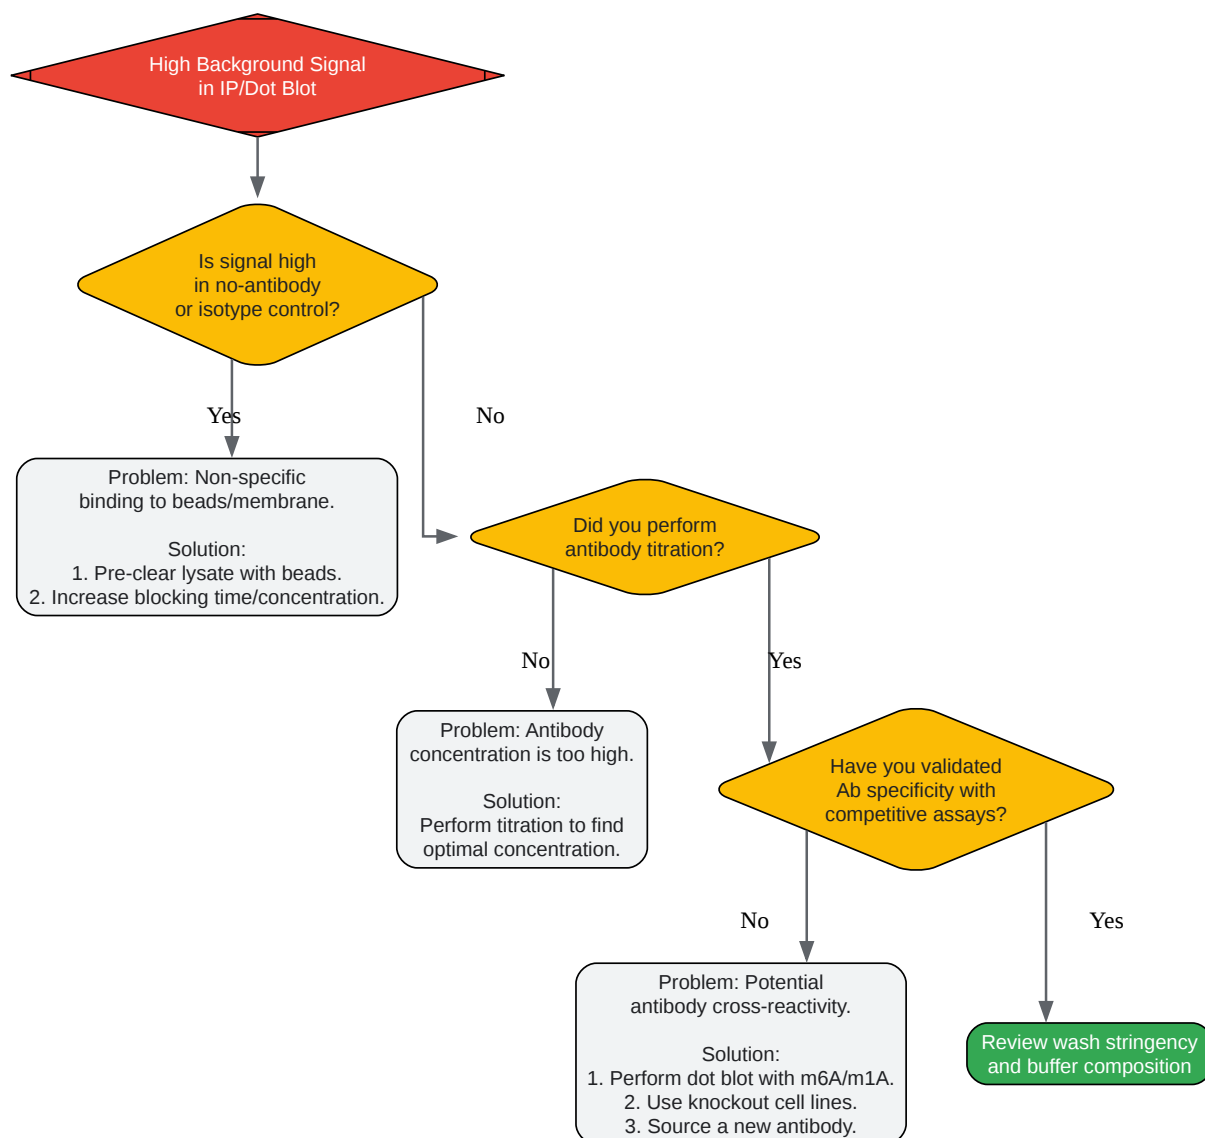 High Background Signal
in IP/Dot Blot
Is signal high
in no-antibody
or isotype control?
Yes
No
Problem: Non-specific
binding to beads/membrane.
Solution:
1. Pre-clear lysate with beads.
2. Increase blocking time/concentration.
Did you perform
antibody titration?
No
Yes
Problem: Antibody
concentration is too high.
Solution:
Perform titration to find
optimal concentration.
Have you validated
Ab specificity with
competitive assays?
No
Yes
Problem: Potential
antibody cross-reactivity.
Solution:
1. Perform dot blot with m6A/m1A.
2. Use knockout cell lines.
3. Source a new antibody.
Review wash stringency
and buffer composition